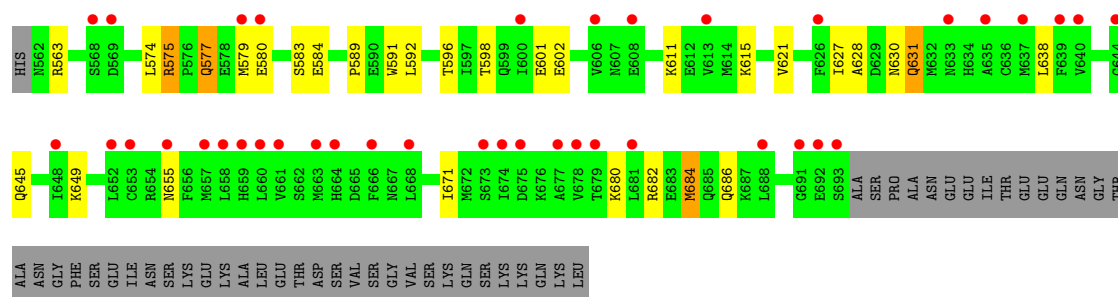 HIS N562 R563 S568 D569 L574 R575 P576 Q577 E578 M579 E580 S583 E584 P589 E590 W591 L592 T596 I597 T598 Q599 I600 E601 E602 V606 N607 E608 K611 E612 V613 M614 K615 V621 F626 I627 A628 D629 N630 Q631 M632 N633 H634 A635 C636 M637 L638 F639 V640
Q645 I648 K649 L652 C653 R654 N655 F656 M657 L658 H659 L660 V661 S662 M663 H664 D665 F666 N667 L668 I671 M672 S673 I674 D675 K676 A677 V678 T679 K680 L681 R682 E683 M684 Q685 Q686 K687 L688 G691 E692 S693 ALA SER PRO ALA ASN GLU GLU ILE THR GLU GLU GLN ASN GLY THR
ALA ASN GLY PHE SER GLU ILE ASN SER LYS GLU LYS ALA LEU GLU THR ASP SER VAL SER GLY VAL SER LYS GLN SER LYS LYS GLN LYS LEU